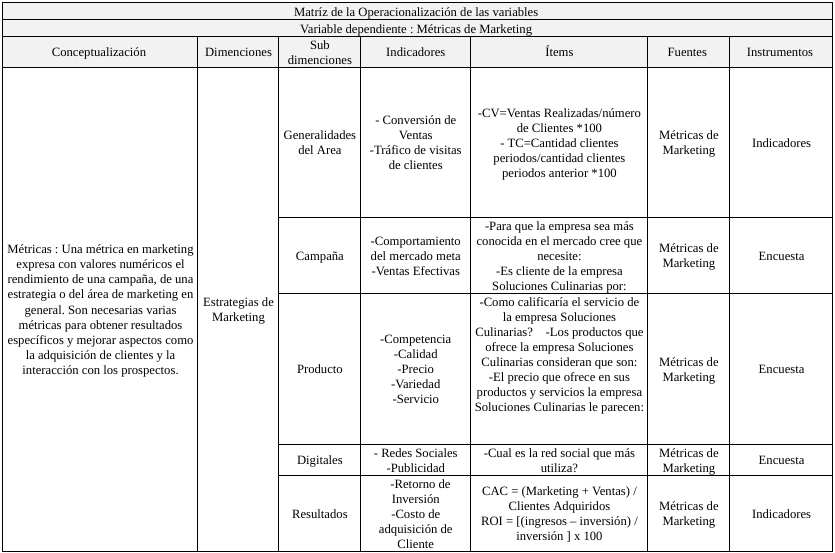 Matríz de la Operacionalización de las variables
Variable dependiente : Métricas de Marketing
Conceptualización
Dimenciones
Sub
dimenciones
Indicadores
Ítems
Fuentes
Instrumentos
Métricas : Una métrica en marketing
expresa con valores numéricos el
rendimiento de una campaña, de una
estrategia o del área de marketing en
general. Son necesarias varias
métricas para obtener resultados
específicos y mejorar aspectos como
la adquisición de clientes y la
interacción con los prospectos.
Estrategias de
Marketing
Generalidades
del Area
- Conversión de
Ventas
-Tráfico de visitas
de clientes
-CV=Ventas Realizadas/número
de Clientes *100
- TC=Cantidad clientes
periodos/cantidad clientes
periodos anterior *100
Métricas de
Marketing
Indicadores
Campaña
-Comportamiento
del mercado meta
-Ventas Efectivas
-Para que la empresa sea más
conocida en el mercado cree que
necesite:
-Es cliente de la empresa
Soluciones Culinarias por:
Métricas de
Marketing
Encuesta
Producto
-Competencia
-Calidad
-Precio
-Variedad
-Servicio
-Como calificaría el servicio de
la empresa Soluciones
Culinarias? -Los productos que
ofrece la empresa Soluciones
Culinarias consideran que son:
-El precio que ofrece en sus
productos y servicios la empresa
Soluciones Culinarias le parecen:
Métricas de
Marketing
Encuesta
Digitales
- Redes Sociales
-Publicidad
-Cual es la red social que más
utiliza?
Métricas de
Marketing
Encuesta
Resultados
-Retorno de
Inversión
-Costo de
adquisición de
Cliente
CAC = (Marketing + Ventas) /
Clientes Adquiridos
ROI = [(ingresos – inversión) /
inversión ] x 100
Métricas de
Marketing
Indicadores